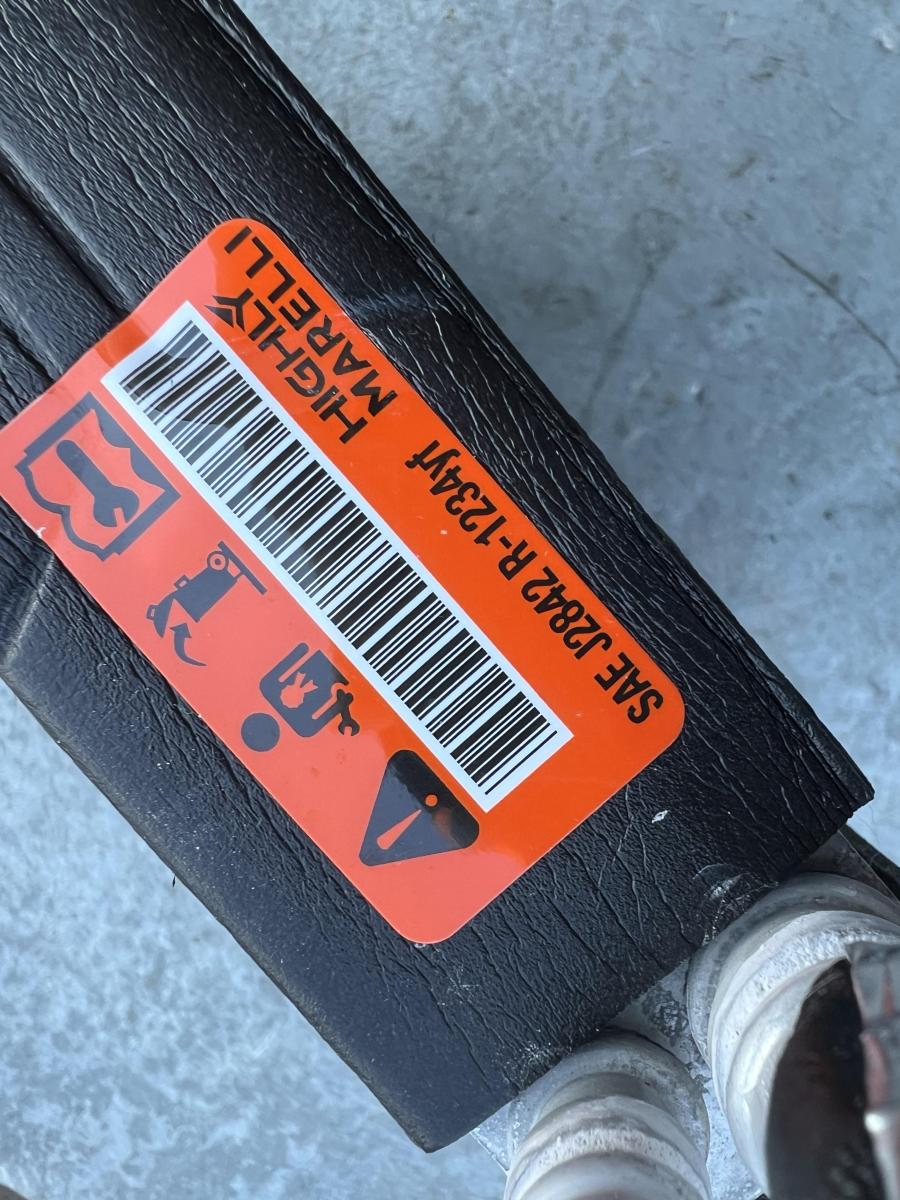 HIGHLY
MARELLI
SAE J2842 R-1234yf